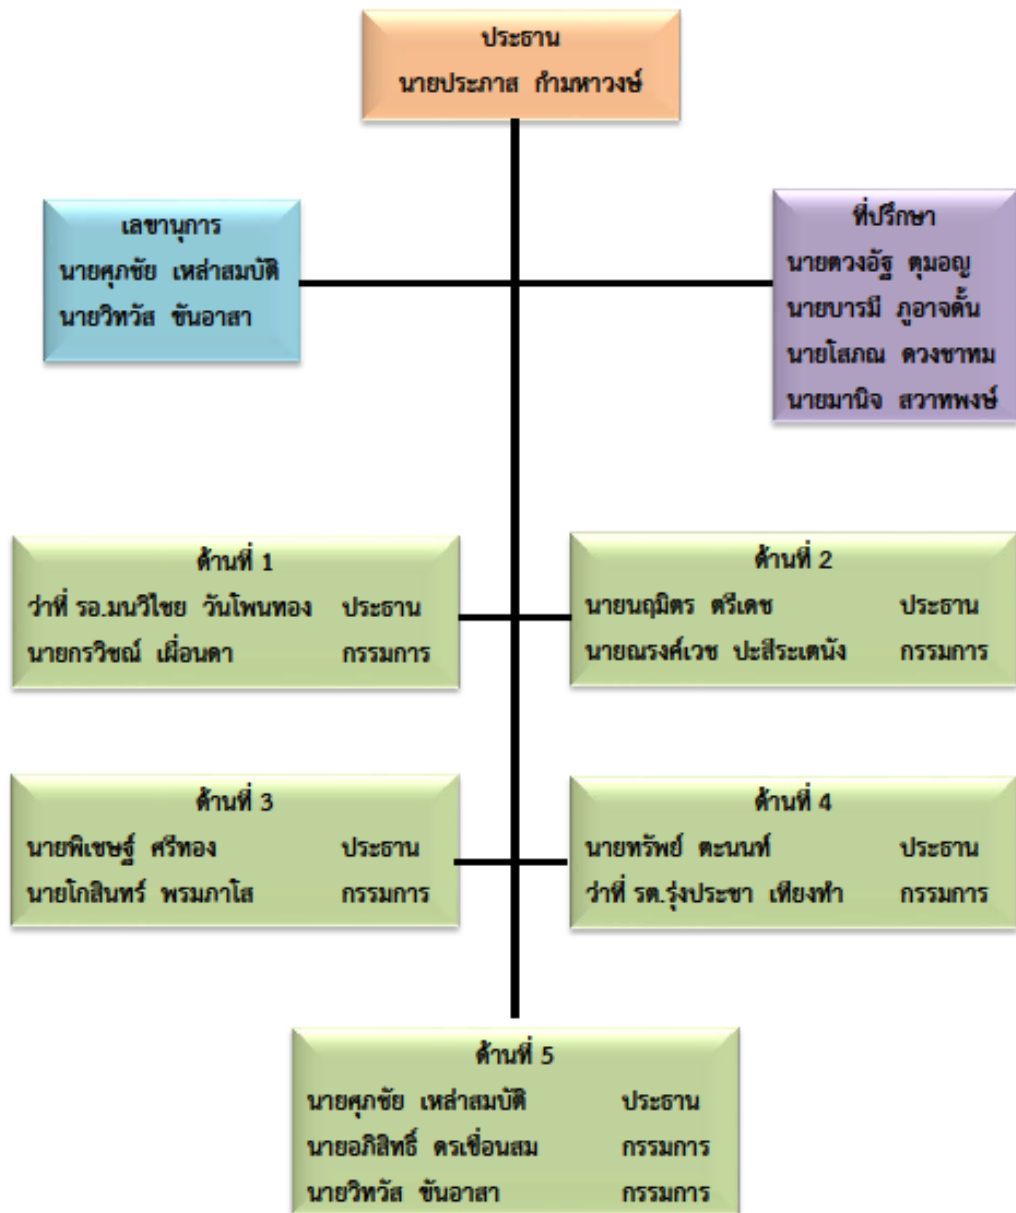 ประธาน
นายประภาส กำมหาวงษ์
เลขานุการ
นายศุภชัย เหล่าสมบัติ
นายวิทวัส ขันอาสา
ที่ปรึกษา
นายตวงอัฐ ตุมอญ
นายบารมี ภูอาจดั้น
นายโสภณ ดวงชาทม
นายมานิจ สวาทพงษ์
ด้านที่ 1
ว่าที่ รอ.มนวิไชย วันโพนทอง ประธาน
นายกรวิชณ์ เผื่อนดา กรรมการ
ด้านที่ 2
นายนฤมิตร ตรีเดช ประธาน
นายณรงค์เวช ปะสีระเตนัง กรรมการ
ด้านที่ 3
นายพิเชษฐ์ ศรีทอง ประธาน
นายโกสินทร์ พรมภาโส กรรมการ
ด้านที่ 4
นายทรัพย์ ตะนนท์ ประธาน
ว่าที่ รต.รุ่งประชา เทียงทำ กรรมการ
ด้านที่ 5
นายศุภชัย เหล่าสมบัติ ประธาน
นายอภิสิทธิ์ ดรเชื่อนสม กรรมการ
นายวิทวัส ขันอาสา กรรมการ